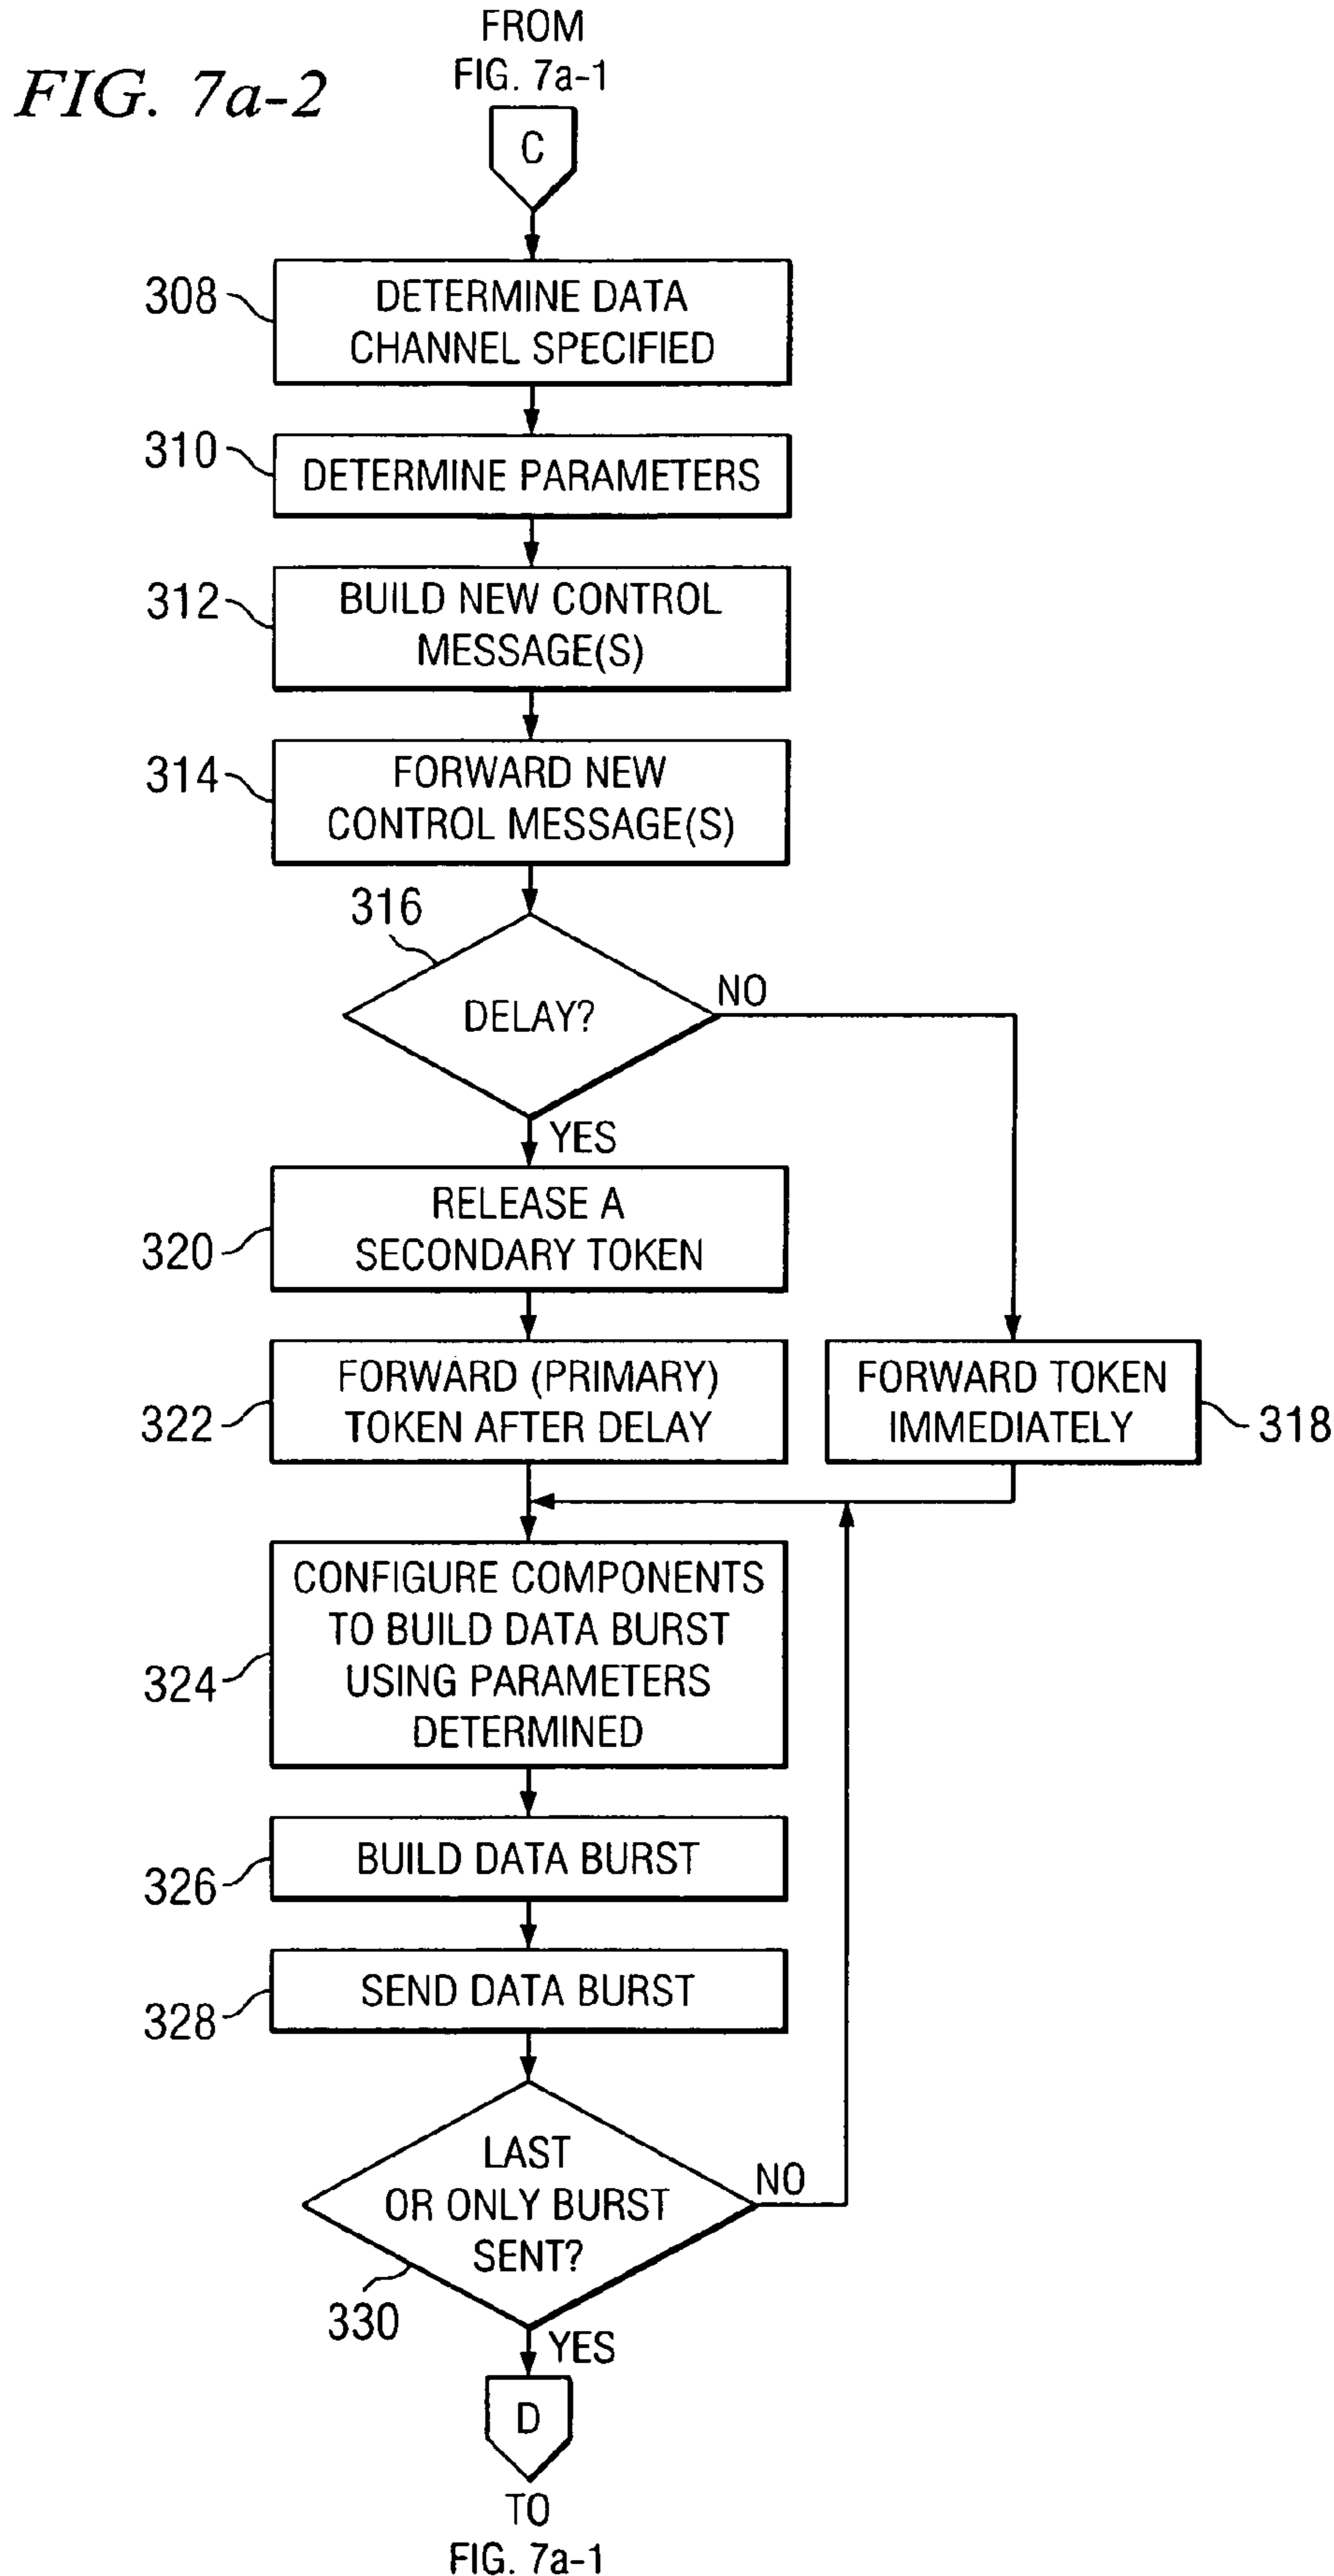 FROM
FIG. 7a-1
FIG. 7a-2
C
308
DETERMINE DATA
CHANNEL SPECIFIED
310
DETERMINE PARAMETERS
312
BUILD NEW CONTROL
MESSAGE(S)
314
FORWARD NEW
CONTROL MESSAGE(S)
316
DELAY?
NO
YES
320
RELEASE A
SECONDARY TOKEN
322
FORWARD (PRIMARY)
TOKEN AFTER DELAY
FORWARD TOKEN
IMMEDIATELY
318
324
CONFIGURE COMPONENTS
TO BUILD DATA BURST
USING PARAMETERS
DETERMINED
326
BUILD DATA BURST
328
SEND DATA BURST
LAST
OR ONLY BURST
SENT?
NO
330
YES
D
TO
FIG. 7a-1